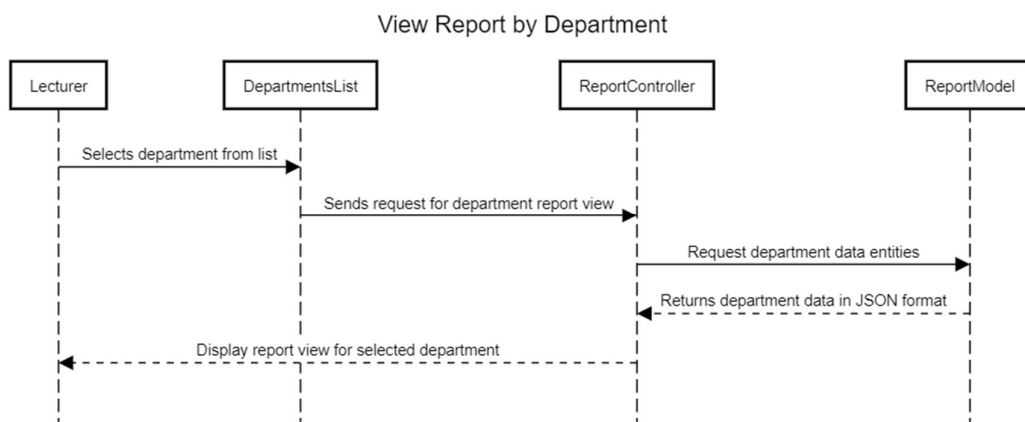 View Report by Department
Lecturer
DepartmentsList
ReportController
ReportModel
Selects department from list
Sends request for department report view
Request department data entities
Returns department data in JSON format
Display report view for selected department